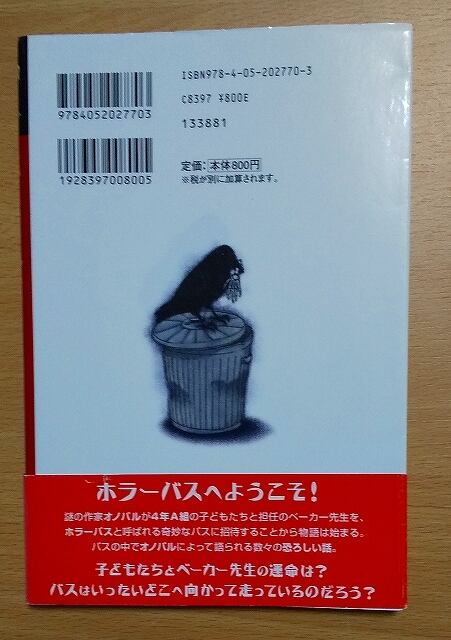 ISBN978-4-05-202770-3
C8397 ¥800E
133881
9784052027703
1928397008005
定価：本体800円
※税が別に加算されます。
ホラーバスへようこそ！
謎の作家オノバルが4年A組の子どもたちと担任のベーカー先生を、
ホラーバスと呼ばれる奇妙なバスに招待することから物語は始まる。
バスの中でオノバルによって語られる数々の恐ろしい話。
子どもたちとベーカー先生の運命は？
バスはいったいどこへ向かって走っているのだろう？